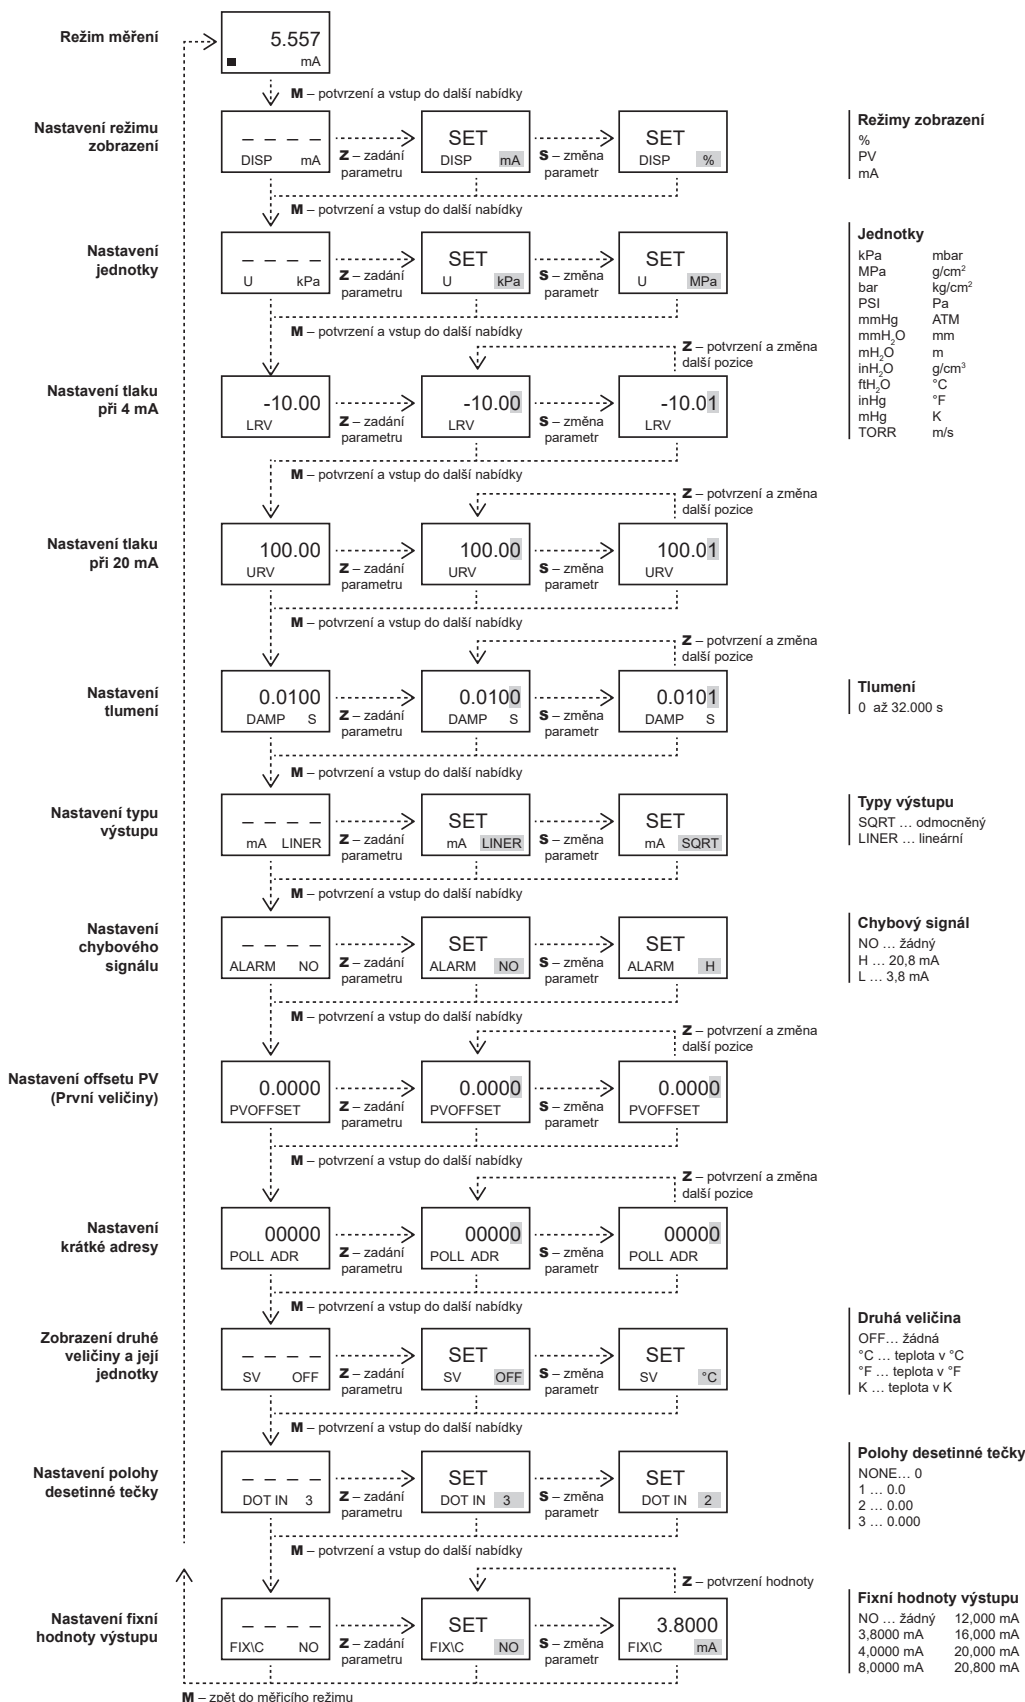 Režim měření
5.557
mA
M – potvrzení a vstup do další nabídky
Nastavení režimu
zobrazení
– – – –
DISP mA
Z – zadání
parametru
SET
DISP mA
S – změna
parametr
SET
DISP %
Režimy zobrazení
%
PV
mA
M – potvrzení a vstup do další nabídky
Nastavení
jednotky
– – – –
U kPa
Z – zadání
parametru
SET
U kPa
S – změna
parametr
SET
U MPa
Jednotky
kPa mbar
MPa g/cm²
bar kg/cm²
PSI Pa
mmHg ATM
mmH₂O mm
mH₂O m
inH₂O g/cm³
ftH₂O °C
inHg °F
mHg K
TORR m/s
M – potvrzení a vstup do další nabídky
Z – potvrzení a změna
další pozice
Nastavení tlaku
při 4 mA
-10.00
LRV
Z – zadání
parametru
-10.00
LRV
S – změna
parametr
-10.01
LRV
M – potvrzení a vstup do další nabídky
Z – potvrzení a změna
další pozice
Nastavení tlaku
při 20 mA
100.00
URV
Z – zadání
parametru
100.00
URV
S – změna
parametr
100.01
URV
M – potvrzení a vstup do další nabídky
Z – potvrzení a změna
další pozice
Nastavení
tlumení
0.0100
DAMP S
Z – zadání
parametru
0.0100
DAMP S
S – změna
parametr
0.0101
DAMP S
Tlumení
0 až 32.000 s
M – potvrzení a vstup do další nabídky
Nastavení typu
výstupu
– – – –
mA LINER
Z – zadání
parametru
SET
mA LINER
S – změna
parametr
SET
mA SQRT
Typy výstupu
SQRT … odmocněný
LINER … lineární
M – potvrzení a vstup do další nabídky
Nastavení
chybového
signálu
– – – –
ALARM NO
Z – zadání
parametru
SET
ALARM NO
S – změna
parametr
SET
ALARM H
Chybový signál
NO … žádný
H … 20,8 mA
L … 3,8 mA
M – potvrzení a vstup do další nabídky
Z – potvrzení a změna
další pozice
Nastavení offsetu PV
(První veličiny)
0.0000
PVOFFSET
Z – zadání
parametru
0.0000
PVOFFSET
S – změna
parametr
0.0000
PVOFFSET
M – potvrzení a vstup do další nabídky
Z – potvrzení a změna
další pozice
Nastavení
krátké adresy
00000
POLL ADR
Z – zadání
parametru
00000
POLL ADR
S – změna
parametr
00000
POLL ADR
M – potvrzení a vstup do další nabídky
Zobrazení druhé
veličiny a její
jednotky
– – – –
SV OFF
Z – zadání
parametru
SET
SV OFF
S – změna
parametr
SET
SV °C
Druhá veličina
OFF… žádná
°C … teplota v °C
°F … teplota v °F
K … teplota v K
M – potvrzení a vstup do další nabídky
Nastavení polohy
desetinné tečky
– – – –
DOT IN 3
Z – zadání
parametru
SET
DOT IN 3
S – změna
parametr
SET
DOT IN 2
Polohy desetinné tečky
NONE… 0
1 … 0.0
2 … 0.00
3 … 0.000
M – potvrzení a vstup do další nabídky
Z – potvrzení hodnoty
Nastavení fixní
hodnoty výstupu
– – – –
FIX\C NO
Z – zadání
parametru
SET
FIX\C NO
S – změna
parametr
3.8000
FIX\C mA
Fixní hodnoty výstupu
NO … žádný 12,000 mA
3,8000 mA 16,000 mA
4,0000 mA 20,000 mA
8,0000 mA 20,800 mA
M – zpět do měřicího režimu